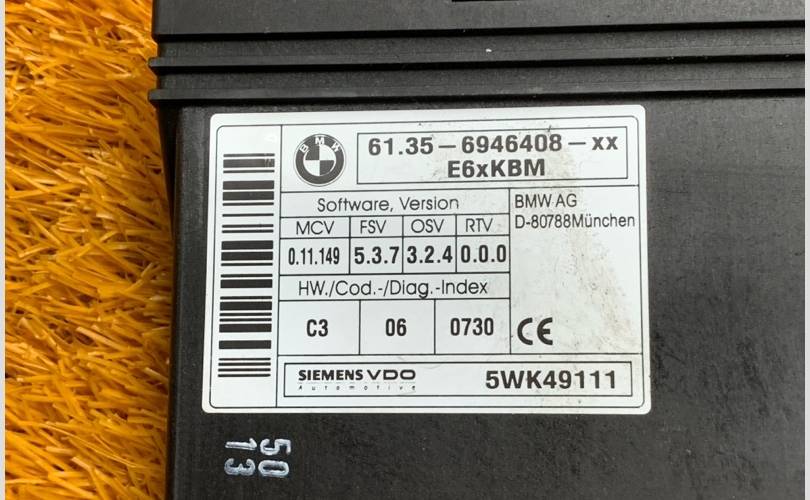 BMW
61.35-6946408-xx
E6xKBM
Software, Version
MCV FSV OSV RTV
0.11.149 5.3.7 3.2.4 0.0.0
HW./Cod.-/Diag.-Index
C3 06 0730
BMW AG
D-80788München
CE
SIEMENS VDO
Automotive
5WK49111
50
13